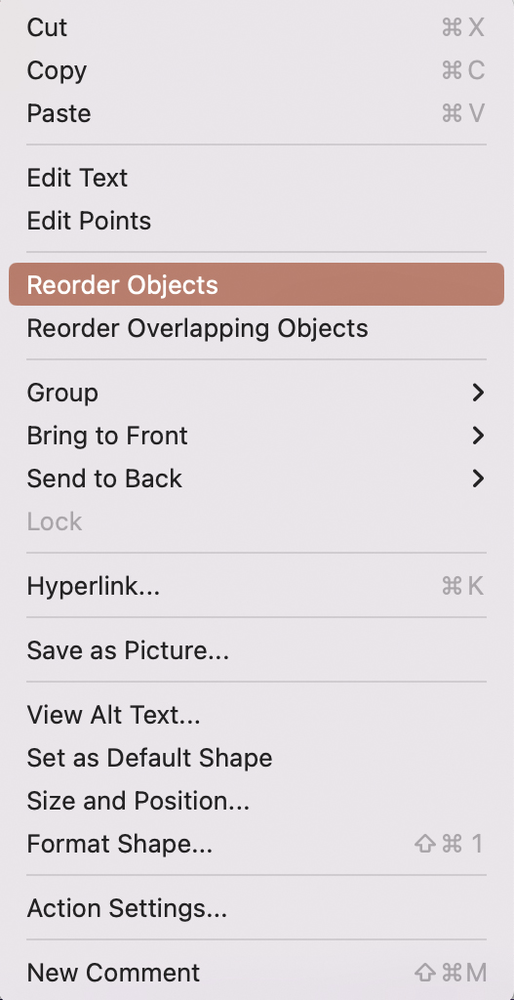 Cut ⌘ X
Copy ⌘ C
Paste ⌘ V
Edit Text
Edit Points
Reorder Objects
Reorder Overlapping Objects
Group
Bring to Front
Send to Back
Lock
Hyperlink... ⌘ K
Save as Picture...
View Alt Text...
Set as Default Shape
Size and Position...
Format Shape... ⇧ ⌘ 1
Action Settings...
New Comment ⇧ ⌘ M